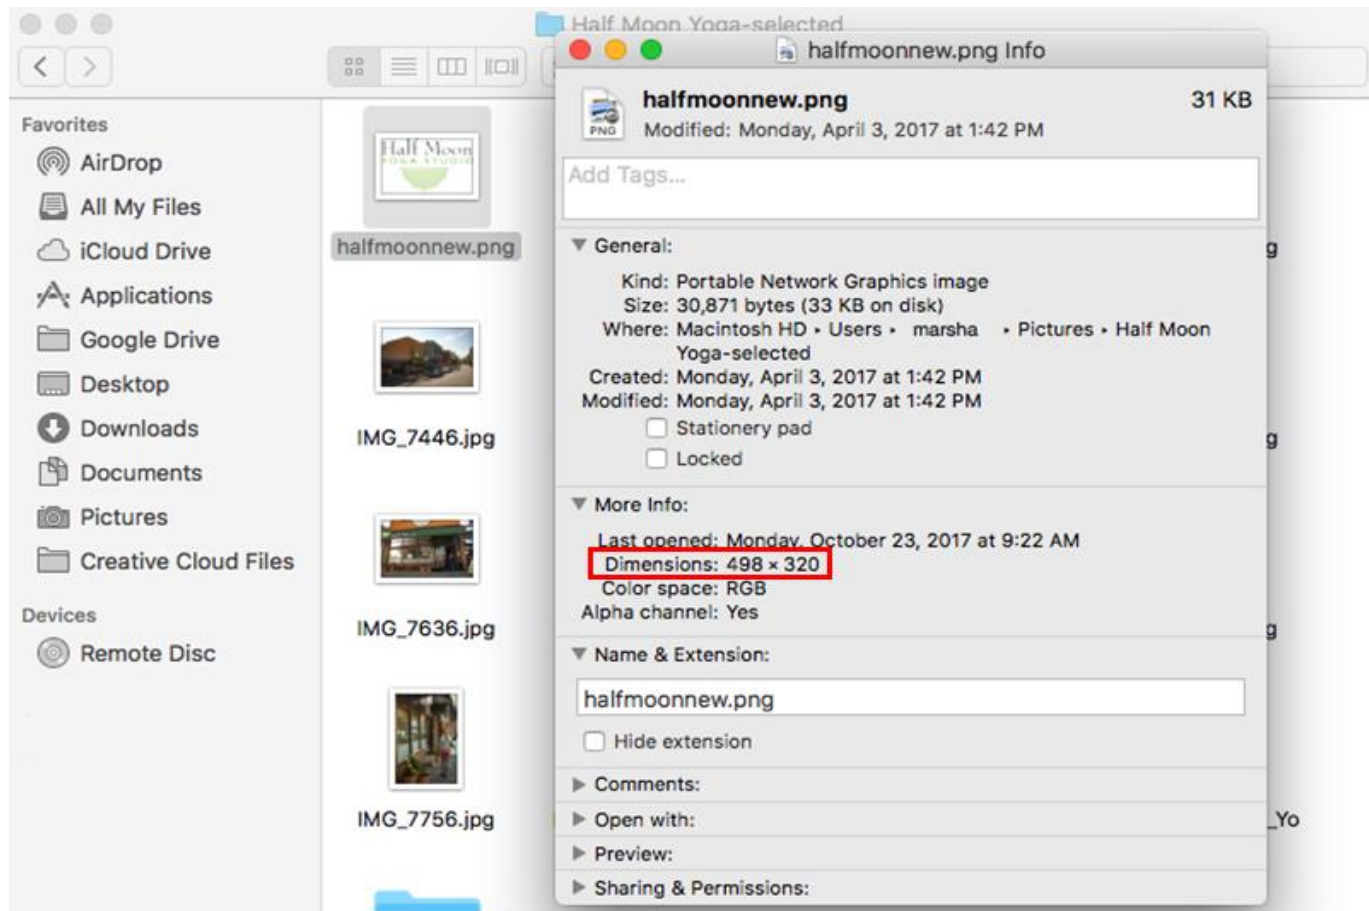 Half Moon Yoga-selected
Favorites
AirDrop
All My Files
iCloud Drive
Applications
Google Drive
Desktop
Downloads
Documents
Pictures
Creative Cloud Files
Devices
Remote Disc
Half Moon
YOGA STUDIO
halfmoonnew.png
IMG_7446.jpg
IMG_7636.jpg
IMG_7756.jpg
halfmoonnew.png Info
PNG
halfmoonnew.png 31 KB
Modified: Monday, April 3, 2017 at 1:42 PM
Add Tags...
General:
Kind: Portable Network Graphics image
Size: 30,871 bytes (33 KB on disk)
Where: Macintosh HD ▸ Users ▸ marsha ▸ Pictures ▸ Half Moon
Yoga-selected
Created: Monday, April 3, 2017 at 1:42 PM
Modified: Monday, April 3, 2017 at 1:42 PM
Stationery pad
Locked
More Info:
Last opened: Monday, October 23, 2017 at 9:22 AM
Dimensions: 498 × 320
Color space: RGB
Alpha channel: Yes
Name & Extension:
halfmoonnew.png
Hide extension
Comments:
Open with:
Preview:
Sharing & Permissions:
g
g
g
_Yo